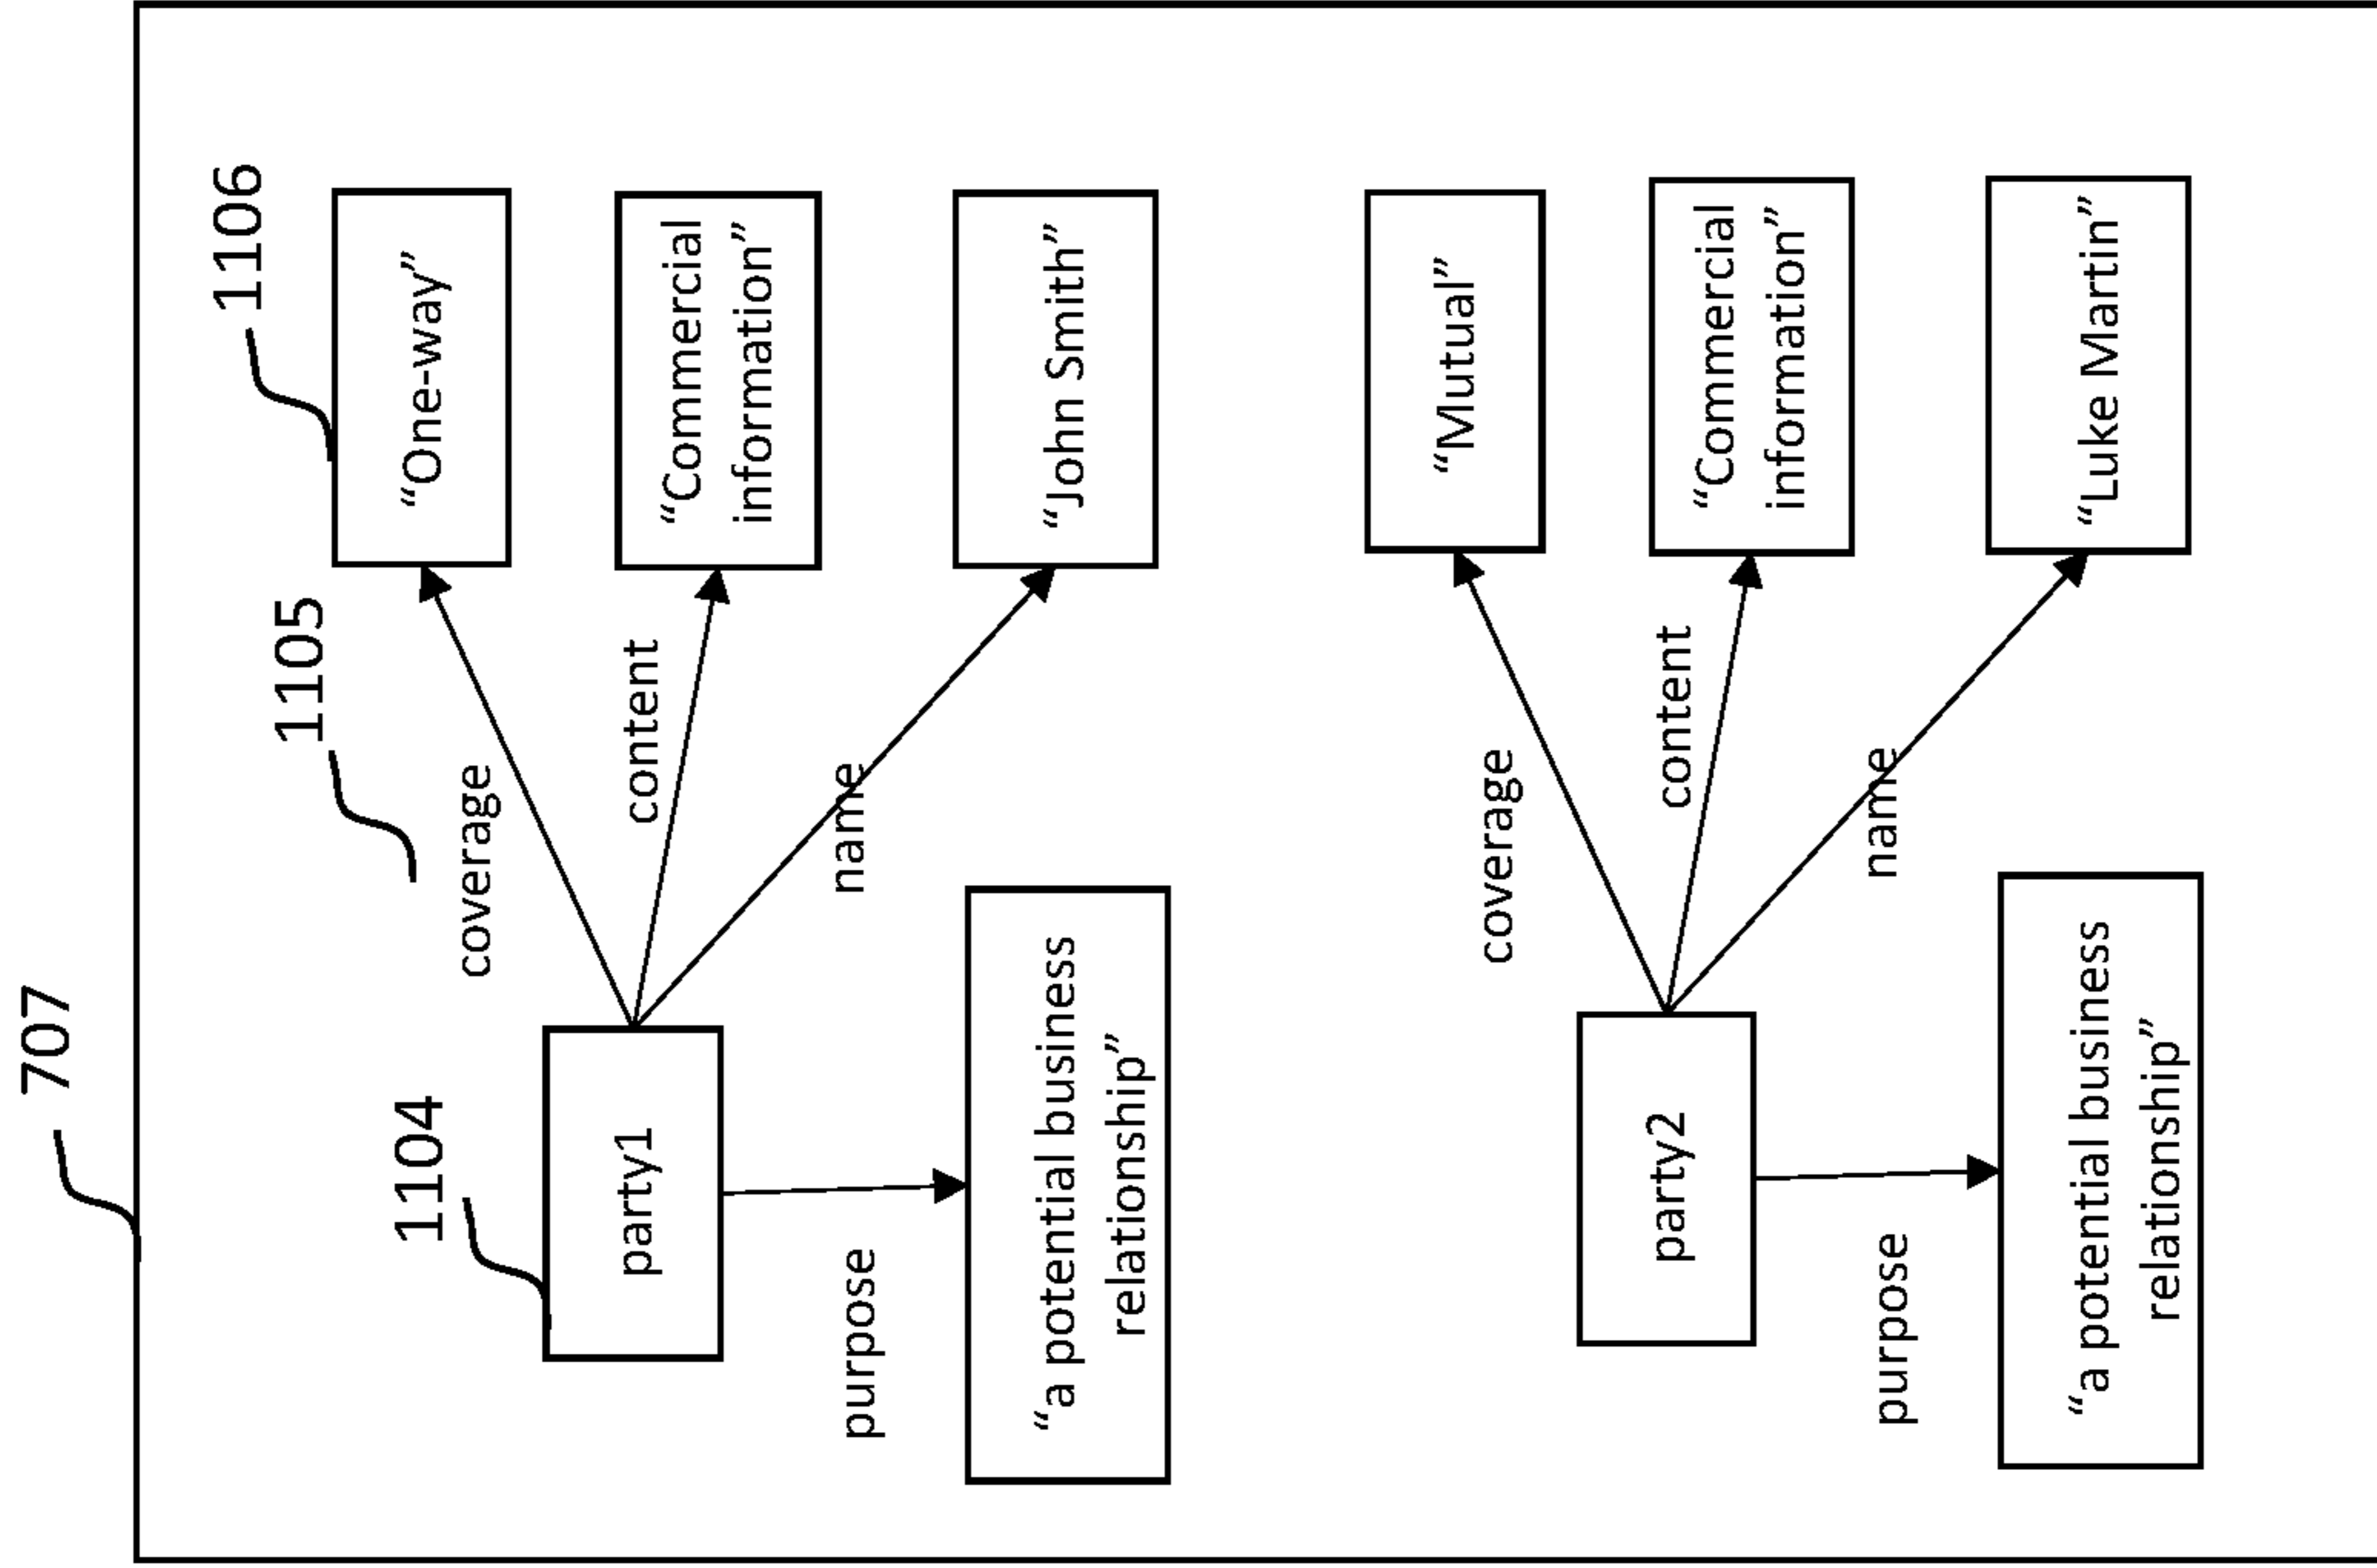 707
1104
1105
1106
party1
coverage
“One-way”
content
“Commercial
information”
name
“John Smith”
purpose
“a potential business
relationship”
party2
coverage
“Mutual”
content
“Commercial
information”
name
“Luke Martin”
purpose
“a potential business
relationship”